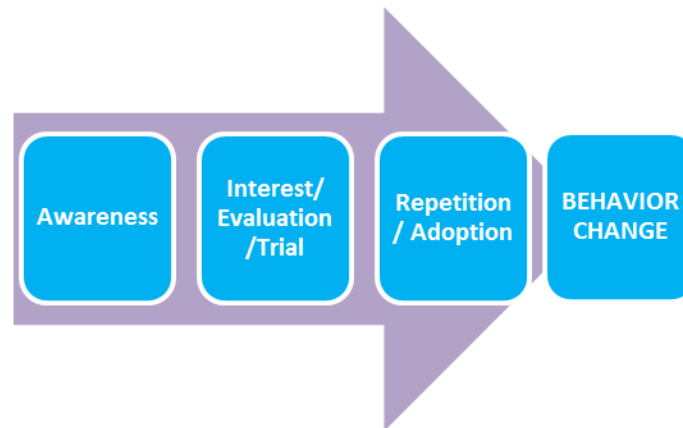 Awareness
Interest/
Evaluation
/Trial
Repetition
/ Adoption
BEHAVIOR
CHANGE